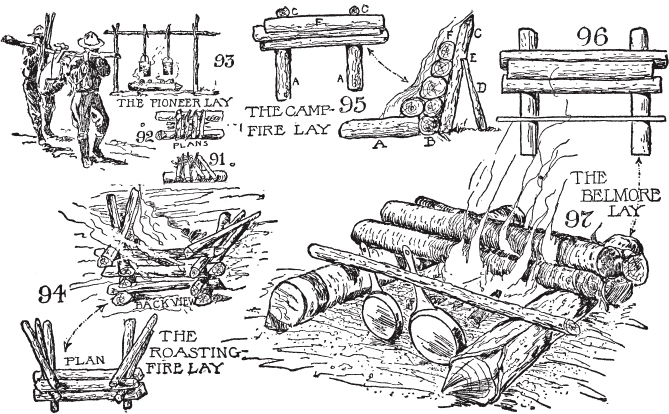 93
THE PIONEER LAY
92
PLANS
91
C
F
C
A
A
95
THE CAMP-
FIRE LAY
F
C
E
D
A
B
96
THE
BELMORE
LAY
97
94
BACK VIEW
PLAN
THE
ROASTING-
FIRE LAY